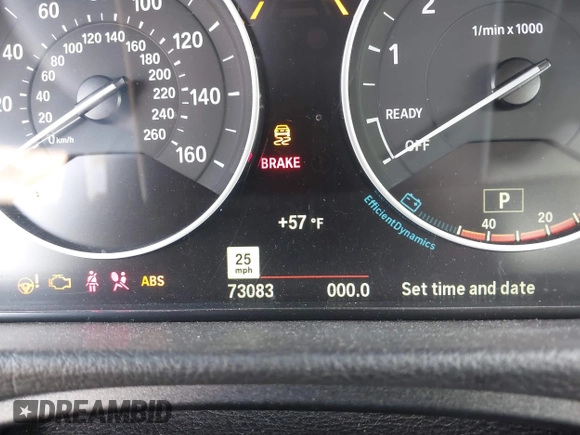 60
80
100
120
140
160
40
20
0 km/h
20
40
60
80
100
120
140
160
180
200
220
240
260
BRAKE
+57 °F
25
mph
73083 000.0
ABS
1
2
1/min x 1000
READY
OFF
EfficientDynamics
P
40
20
Set time and date
DREAMBID